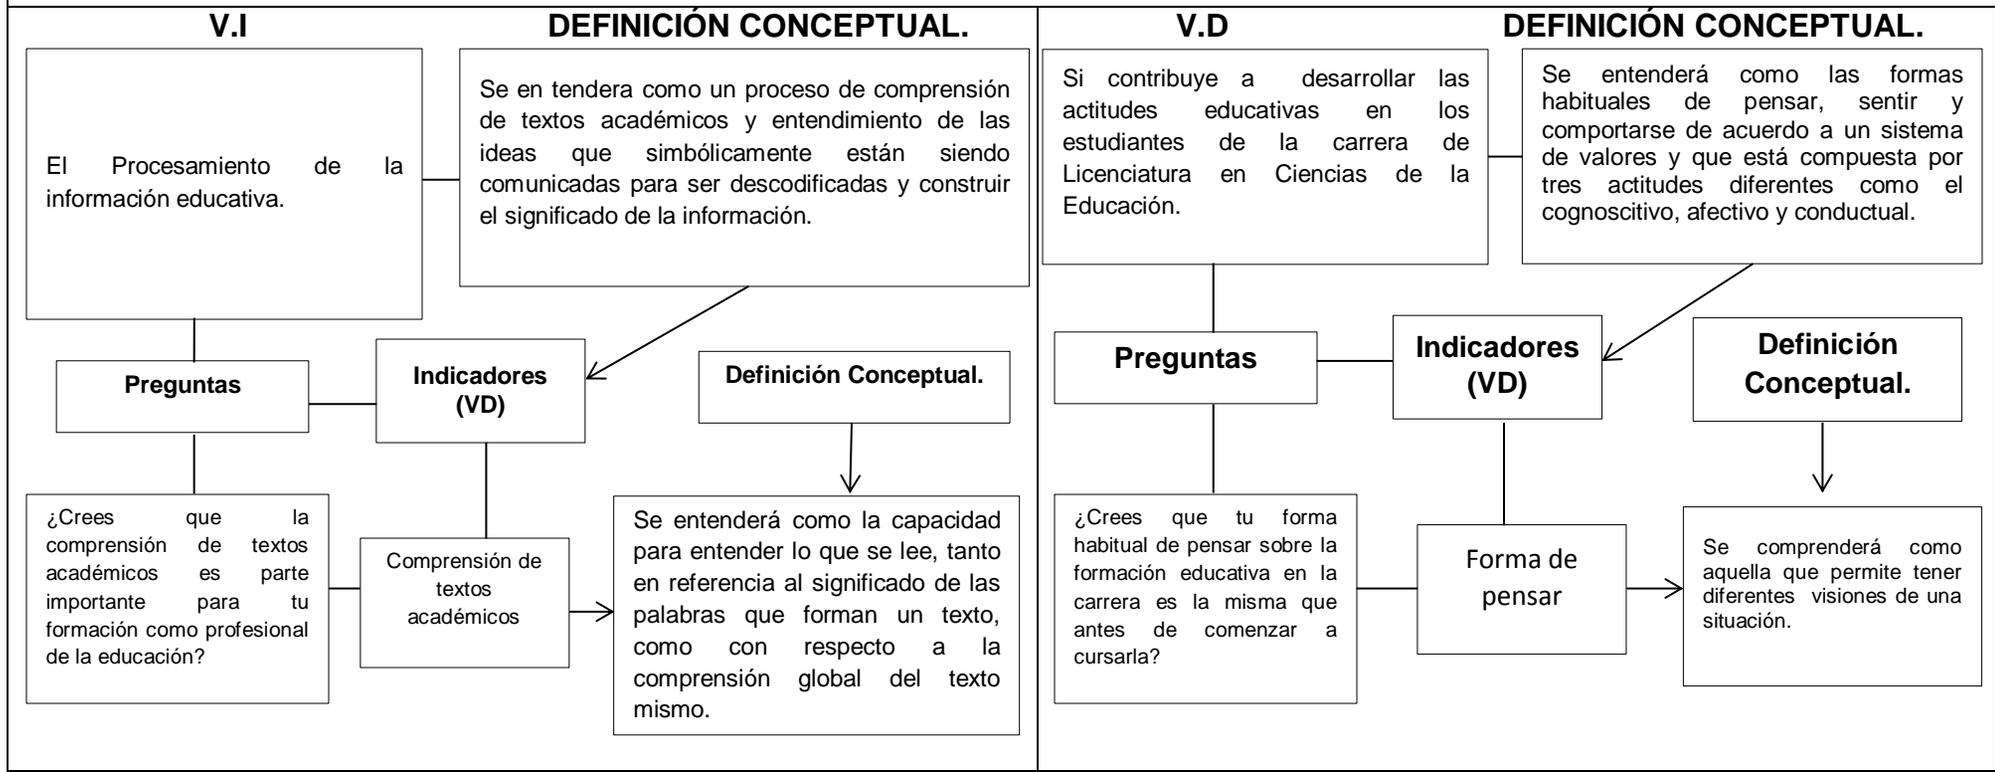 V.I
DEFINICIÓN CONCEPTUAL.
El Procesamiento de la
información educativa.
Se en tendera como un proceso de comprensión
de textos académicos y entendimiento de las
ideas que simbólicamente están siendo
comunicadas para ser descodificadas y construir
el significado de la información.
Preguntas
Indicadores
(VD)
Definición Conceptual.
¿Crees que la
comprensión de textos
académicos es parte
importante para tu
formación como profesional
de la educación?
Comprensión de
textos
académicos
Se entenderá como la capacidad
para entender lo que se lee, tanto
en referencia al significado de las
palabras que forman un texto,
como con respecto a la
comprensión global del texto
mismo.
V.D
DEFINICIÓN CONCEPTUAL.
Si contribuye a desarrollar las
actitudes educativas en los
estudiantes de la carrera de
Licenciatura en Ciencias de la
Educación.
Se entenderá como las formas
habituales de pensar, sentir y
comportarse de acuerdo a un sistema
de valores y que está compuesta por
tres actitudes diferentes como el
cognoscitivo, afectivo y conductual.
Preguntas
Indicadores
(VD)
Definición
Conceptual.
¿Crees que tu forma
habitual de pensar sobre la
formación educativa en la
carrera es la misma que
antes de comenzar a
cursarla?
Forma de
pensar
Se comprenderá como
aquella que permite tener
diferentes visiones de una
situación.